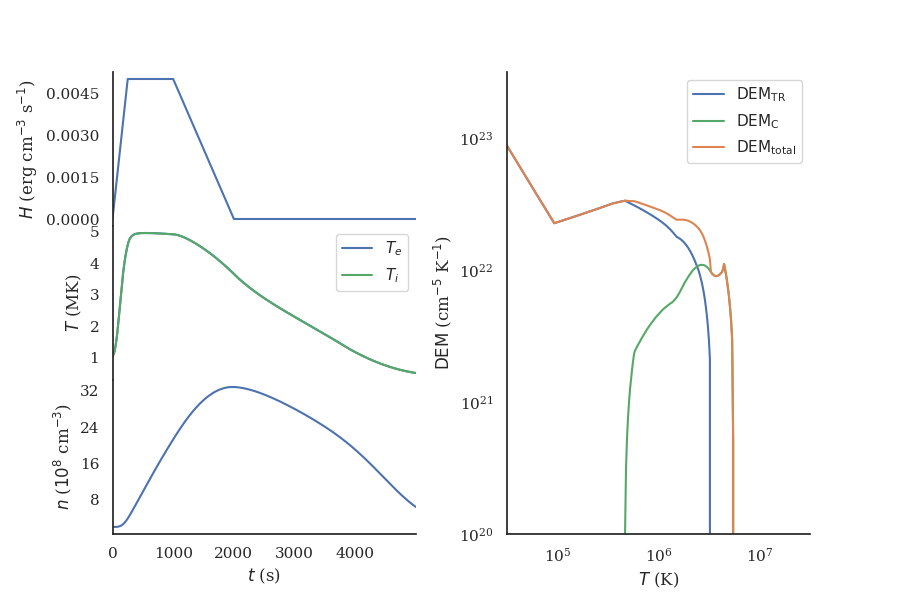 H (erg cm⁻³ s⁻¹)
0.0045
0.0030
0.0015
0.0000
T (MK)
5
4
3
2
1
Tₑ
Tᵢ
n (10⁸ cm⁻³)
32
24
16
8
0 1000 2000 3000 4000
t (s)
DEM (cm⁻⁵ K⁻¹)
10²³
10²²
10²¹
10²⁰
DEM_TR
DEM_C
DEM_total
10⁵ 10⁶ 10⁷
T (K)